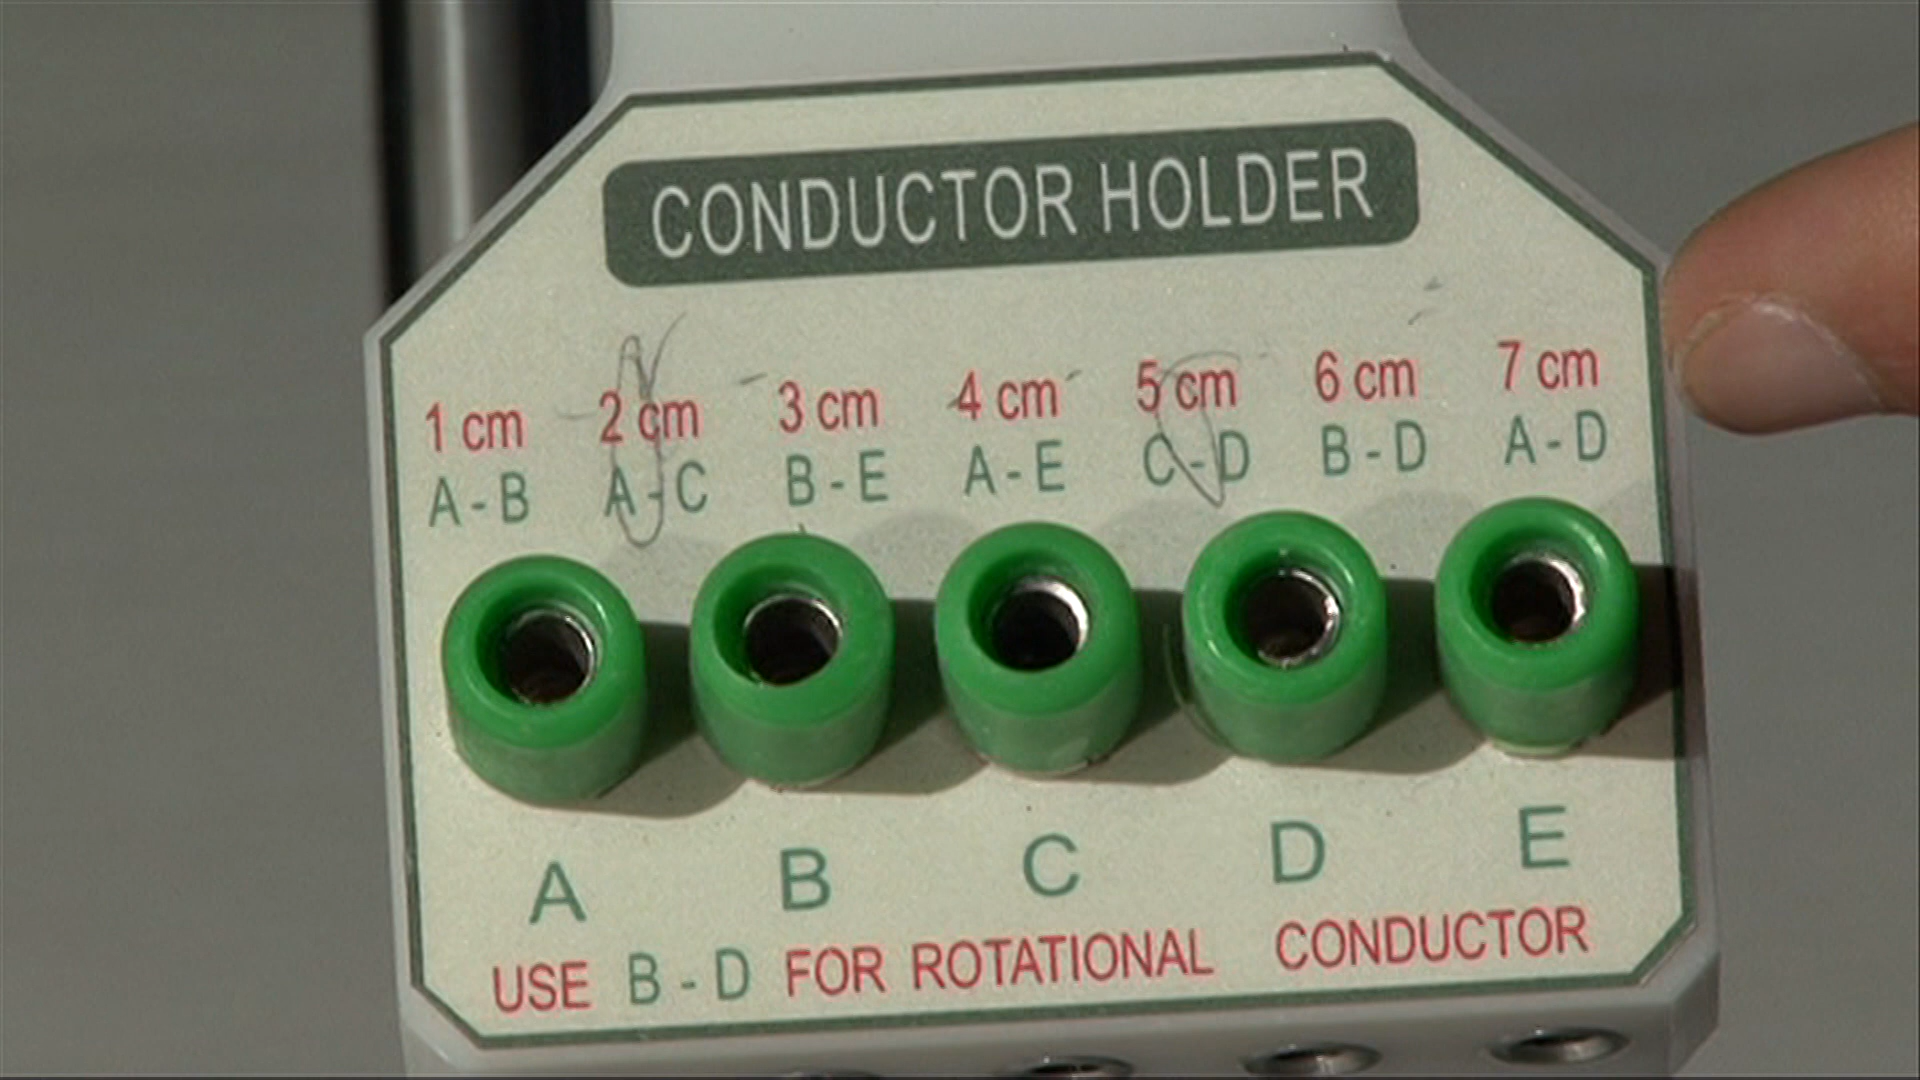 CONDUCTOR HOLDER
1 cm 2 cm 3 cm 4 cm 5 cm 6 cm 7 cm
A - B A - C B - E A - E C - D B - D A - D
A B C D E
USE B - D FOR ROTATIONAL CONDUCTOR